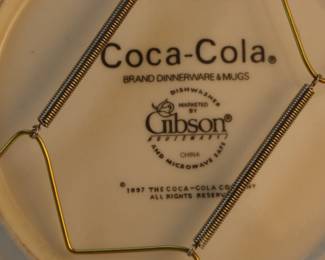 Coca-Cola®
BRAND DINNERWARE & MUGS
DISHWASHER
MARKETED
BY
Gibson®
HOUSEWARES
CHINA
AND MICROWAVE SAFE
© 1997 THE COCA-COLA COMPANY
ALL RIGHTS RESERVED